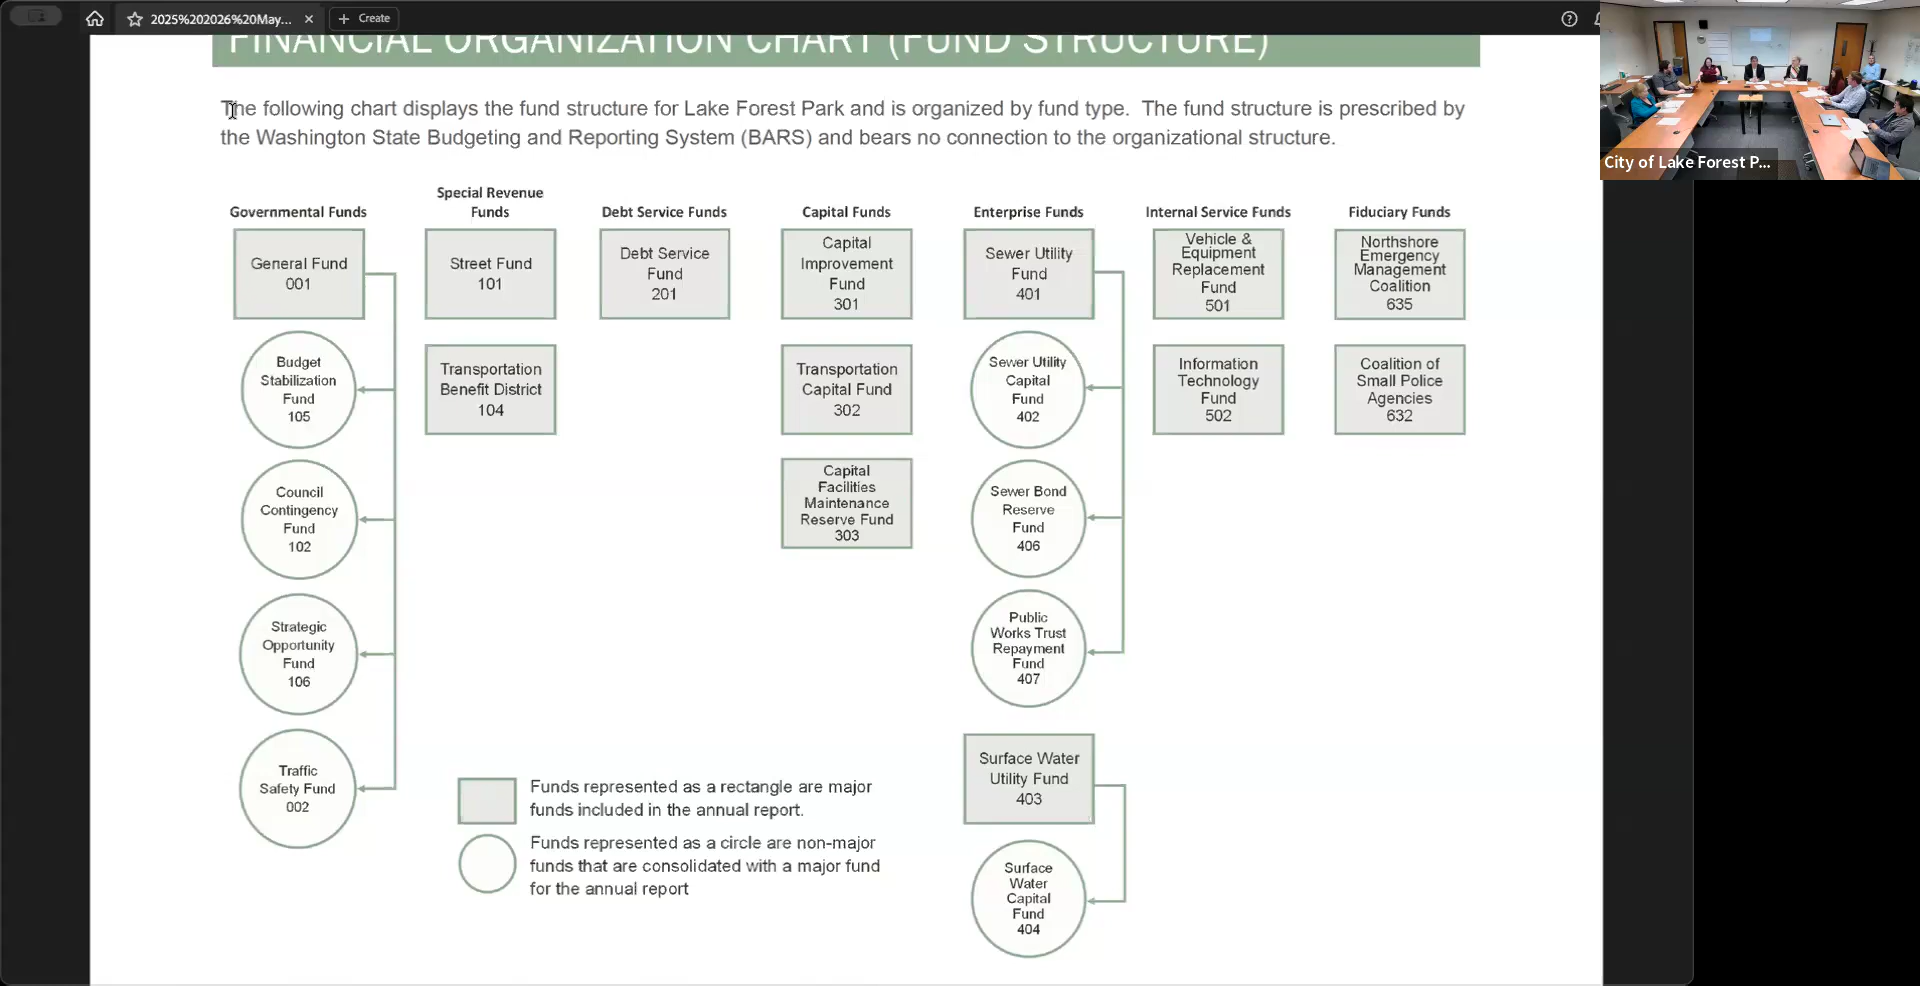 2025%202026%20May...
Create
FINANCIAL ORGANIZATION CHART (FUND STRUCTURE)
The following chart displays the fund structure for Lake Forest Park and is organized by fund type. The fund structure is prescribed by
the Washington State Budgeting and Reporting System (BARS) and bears no connection to the organizational structure.
City of Lake Forest P...
Governmental Funds
General Fund
001
Budget
Stabilization
Fund
105
Council
Contingency
Fund
102
Strategic
Opportunity
Fund
106
Traffic
Safety Fund
002
Special Revenue
Funds
Street Fund
101
Transportation
Benefit District
104
Debt Service Funds
Debt Service
Fund
201
Capital Funds
Capital
Improvement
Fund
301
Transportation
Capital Fund
302
Capital
Facilities
Maintenance
Reserve Fund
303
Enterprise Funds
Sewer Utility
Fund
401
Sewer Utility
Capital
Fund
402
Sewer Bond
Reserve
Fund
406
Public
Works Trust
Repayment
Fund
407
Surface Water
Utility Fund
403
Surface
Water
Capital
Fund
404
Internal Service Funds
Vehicle &
Equipment
Replacement
Fund
501
Information
Technology
Fund
502
Fiduciary Funds
Northshore
Emergency
Management
Coalition
635
Coalition of
Small Police
Agencies
632
Funds represented as a rectangle are major
funds included in the annual report.
Funds represented as a circle are non-major
funds that are consolidated with a major fund
for the annual report